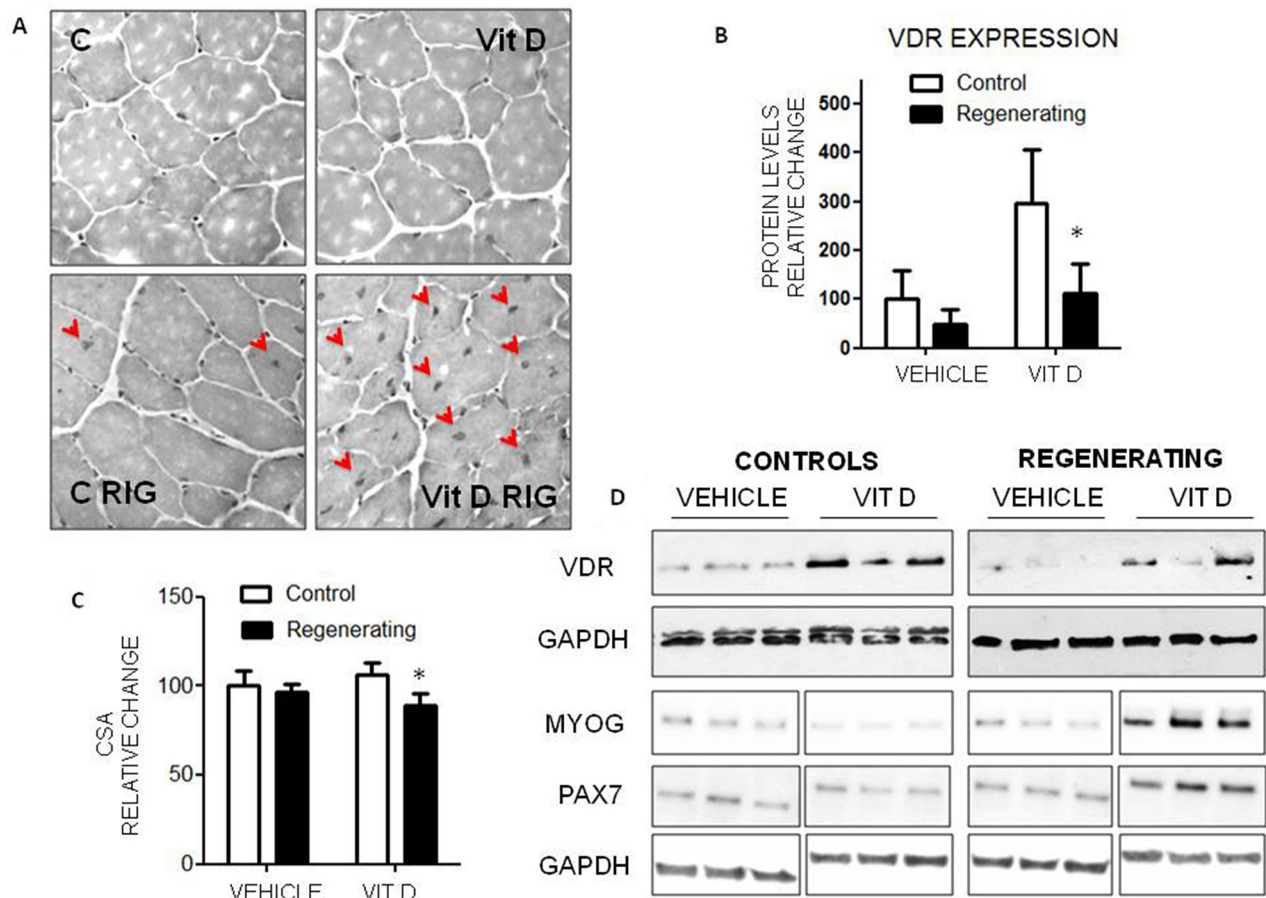 A
C
Vit D
C RIG
Vit D RIG
B
VDR EXPRESSION
Control
Regenerating
PROTEIN LEVELS
RELATIVE CHANGE
500
400
300
200
100
0
*
VEHICLE
VIT D
C
Control
Regenerating
CSA
RELATIVE CHANGE
150
100
50
0
*
VEHICLE
VIT D
D
CONTROLS
REGENERATING
VEHICLE
VIT D
VEHICLE
VIT D
VDR
GAPDH
MYOG
PAX7
GAPDH